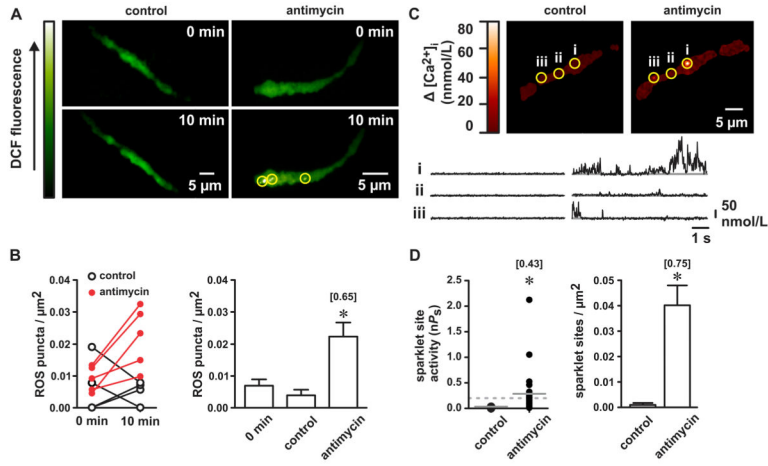 A
control
antimycin
0 min
0 min
DCF fluorescence
10 min
10 min
5 µm
5 µm
B
control
antimycin
ROS puncta / µm2
0.04
0.03
0.02
0.01
0.00
0 min
10 min
ROS puncta / µm2
0.04
0.03
0.02
0.01
0.00
[0.65]
*
0 min
control
antimycin
C
control
antimycin
Δ [Ca2+]i
(nnmol/L)
80
60
40
20
0
iii
ii
i
iii
ii
i
5 µm
i
ii
iii
50
nmol/L
1 s
D
sparklet site
activity (nPs)
2.5
2.0
1.5
1.0
0.5
0.0
[0.43]
*
control
antimycin
sparklet sites / µm2
0.05
0.04
0.03
0.02
0.01
0.00
[0.75]
*
control
antimycin